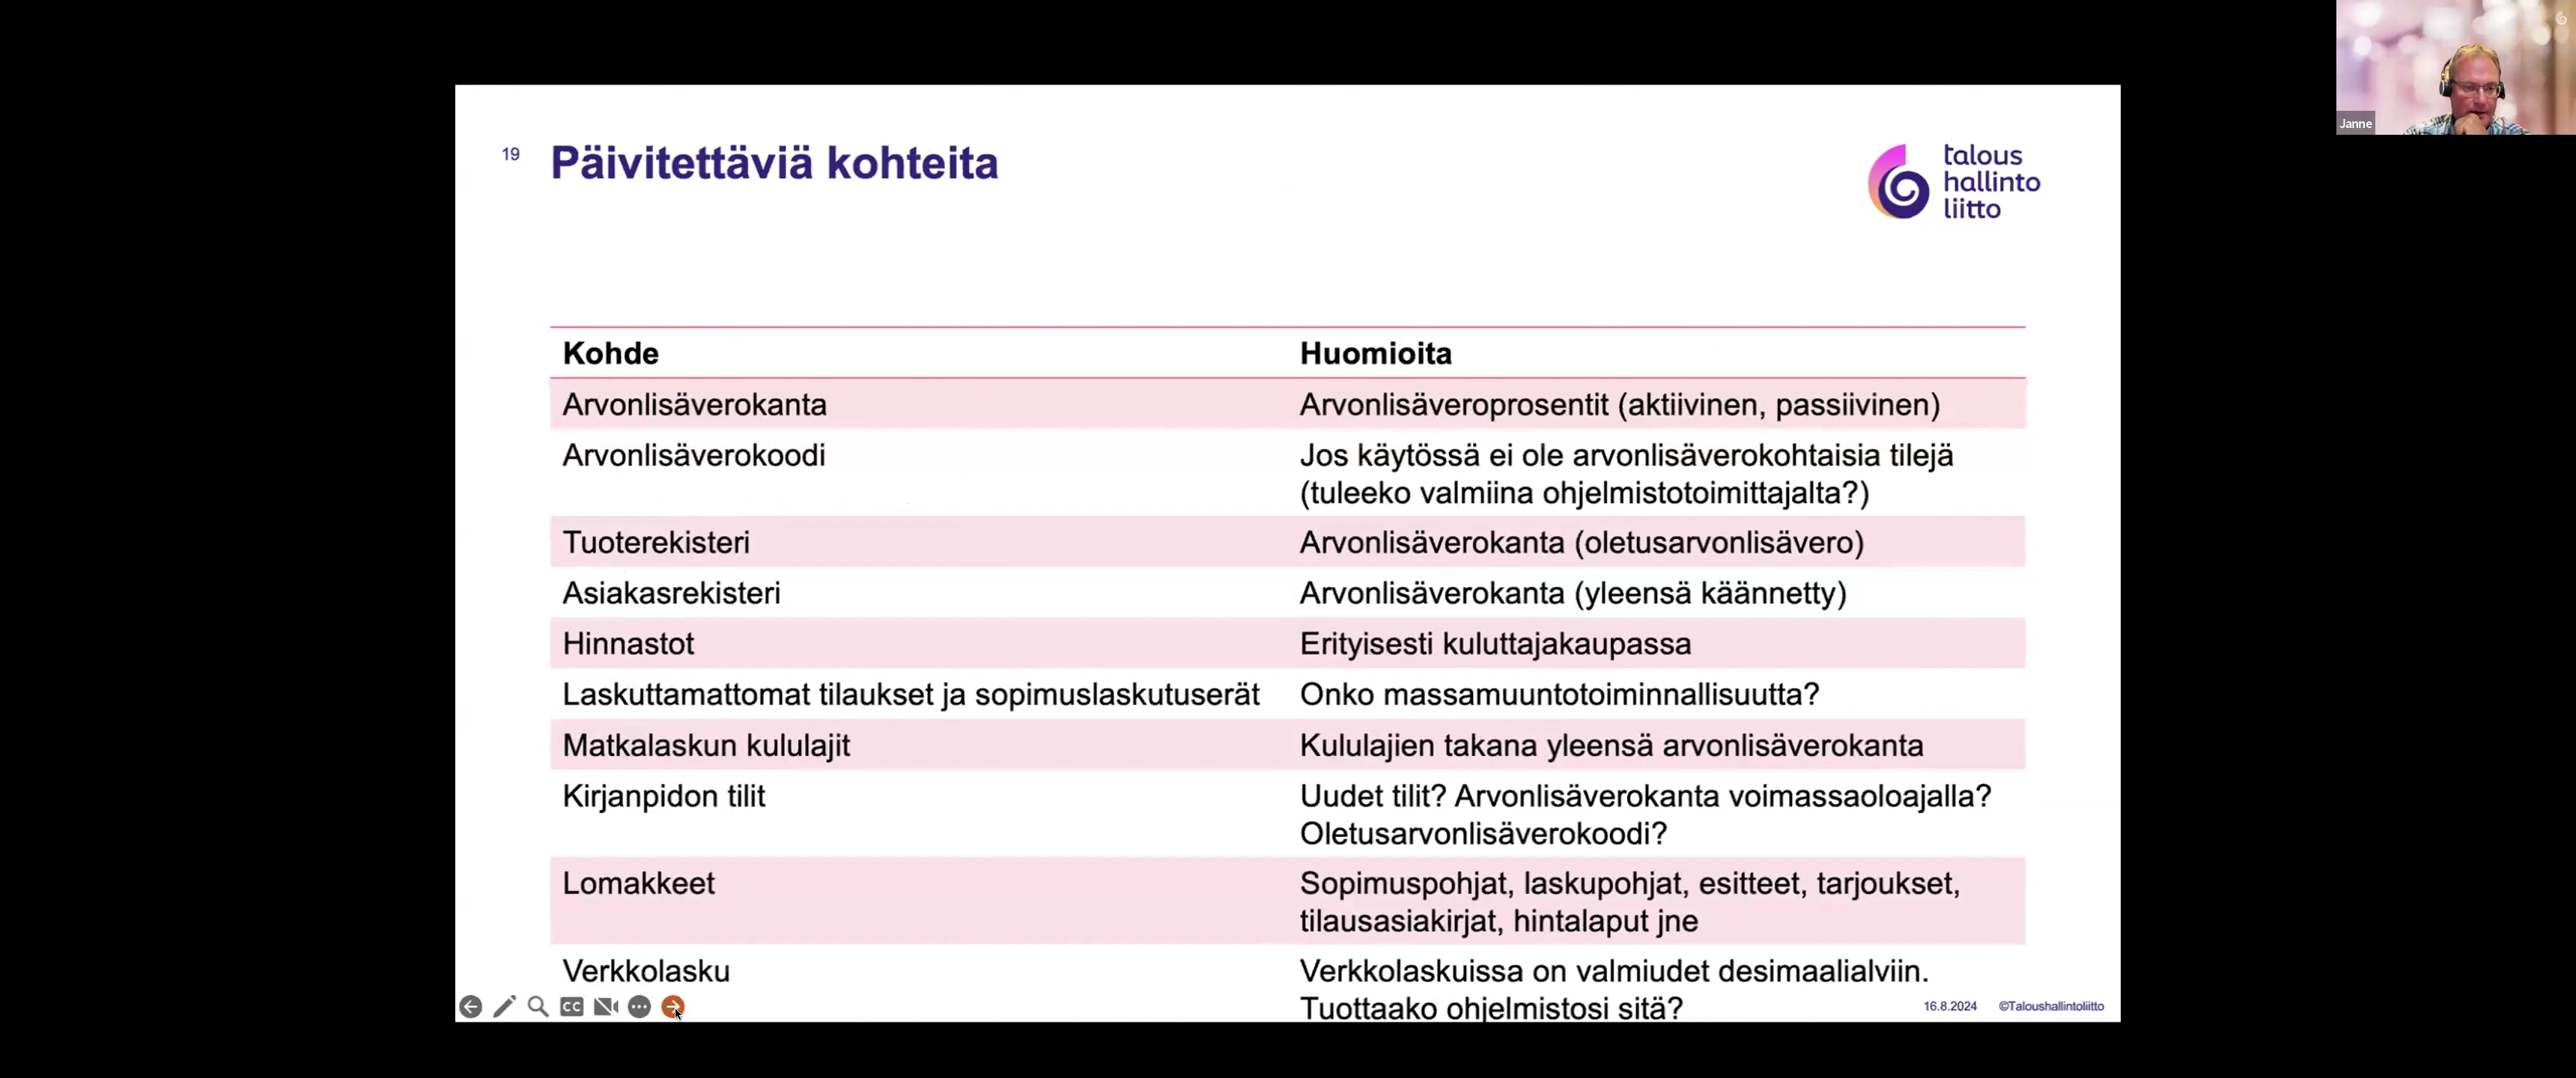 Janne
19
Päivitettäviä kohteita
talous
hallinto
liitto
Kohde
Huomioita
Arvonlisäverokanta
Arvonlisäveroprosentit (aktiivinen, passiivinen)
Arvonlisäverokoodi
Jos käytössä ei ole arvonlisäverokohtaisia tilejä
(tuleeko valmiina ohjelmistotoimittajalta?)
Tuoterekisteri
Arvonlisäverokanta (oletusarvonlisävero)
Asiakasrekisteri
Arvonlisäverokanta (yleensä käännetty)
Hinnastot
Erityisesti kuluttajakaupassa
Laskuttamattomat tilaukset ja sopimuslaskutuserät
Onko massamuuntotoiminnallisuutta?
Matkalaskun kululajit
Kululajien takana yleensä arvonlisäverokanta
Kirjanpidon tilit
Uudet tilit? Arvonlisäverokanta voimassaoloajalla?
Oletusarvonlisäverokoodi?
Lomakkeet
Sopimuspohjat, laskupohjat, esitteet, tarjoukset,
tilausasiakirjat, hintalaput jne
Verkkolasku
Verkkolaskuissa on valmiudet desimaalialviin.
Tuottaako ohjelmistosi sitä?
CC
16.8.2024
©Taloushallintoliitto